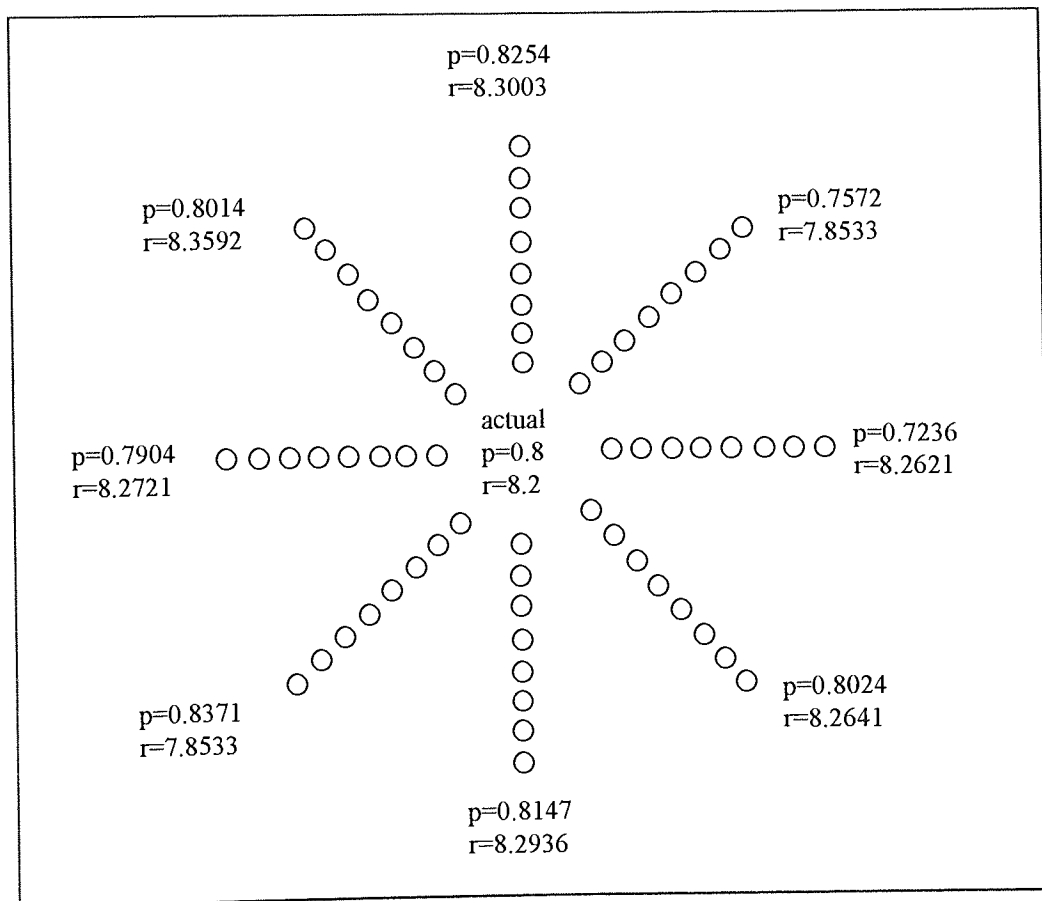 p=0.8254
r=8.3003
p=0.8014
r=8.3592
p=0.7572
r=7.8533
actual
p=0.8
r=8.2
p=0.7904
r=8.2721
p=0.7236
r=8.2621
p=0.8371
r=7.8533
p=0.8024
r=8.2641
p=0.8147
r=8.2936